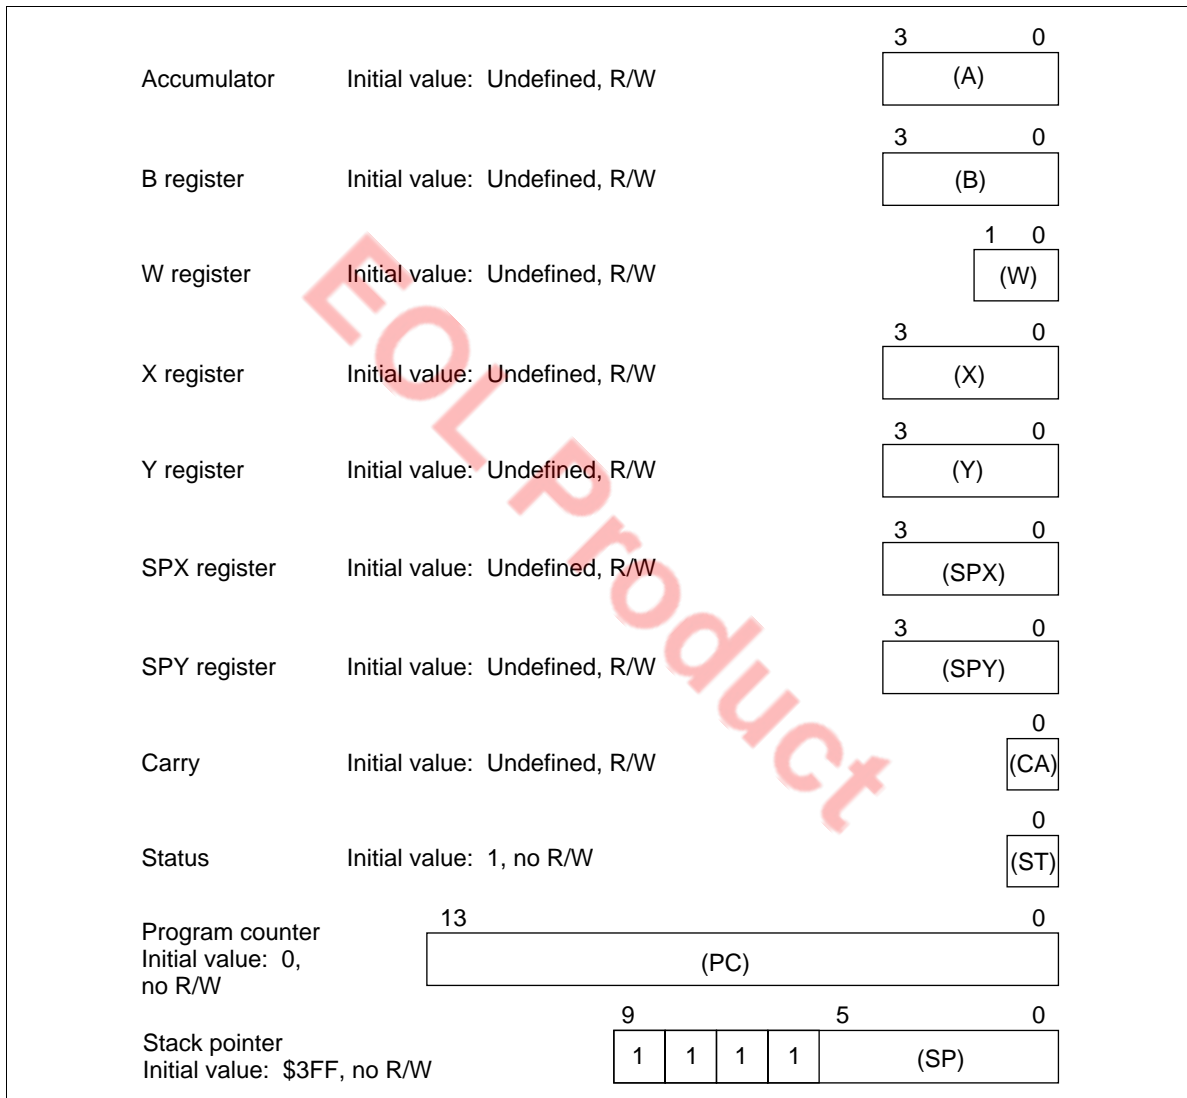 3 0
Accumulator Initial value: Undefined, R/W (A)
3 0
B register Initial value: Undefined, R/W (B)
1 0
W register Initial value: Undefined, R/W (W)
3 0
X register Initial value: Undefined, R/W (X)
3 0
Y register Initial value: Undefined, R/W (Y)
3 0
SPX register Initial value: Undefined, R/W (SPX)
3 0
SPY register Initial value: Undefined, R/W (SPY)
0
Carry Initial value: Undefined, R/W (CA)
0
Status Initial value: 1, no R/W (ST)
13 0
Program counter
Initial value: 0, (PC)
no R/W
9 5 0
Stack pointer
1 1 1 1 (SP)
Initial value: $3FF, no R/W
EOL Product